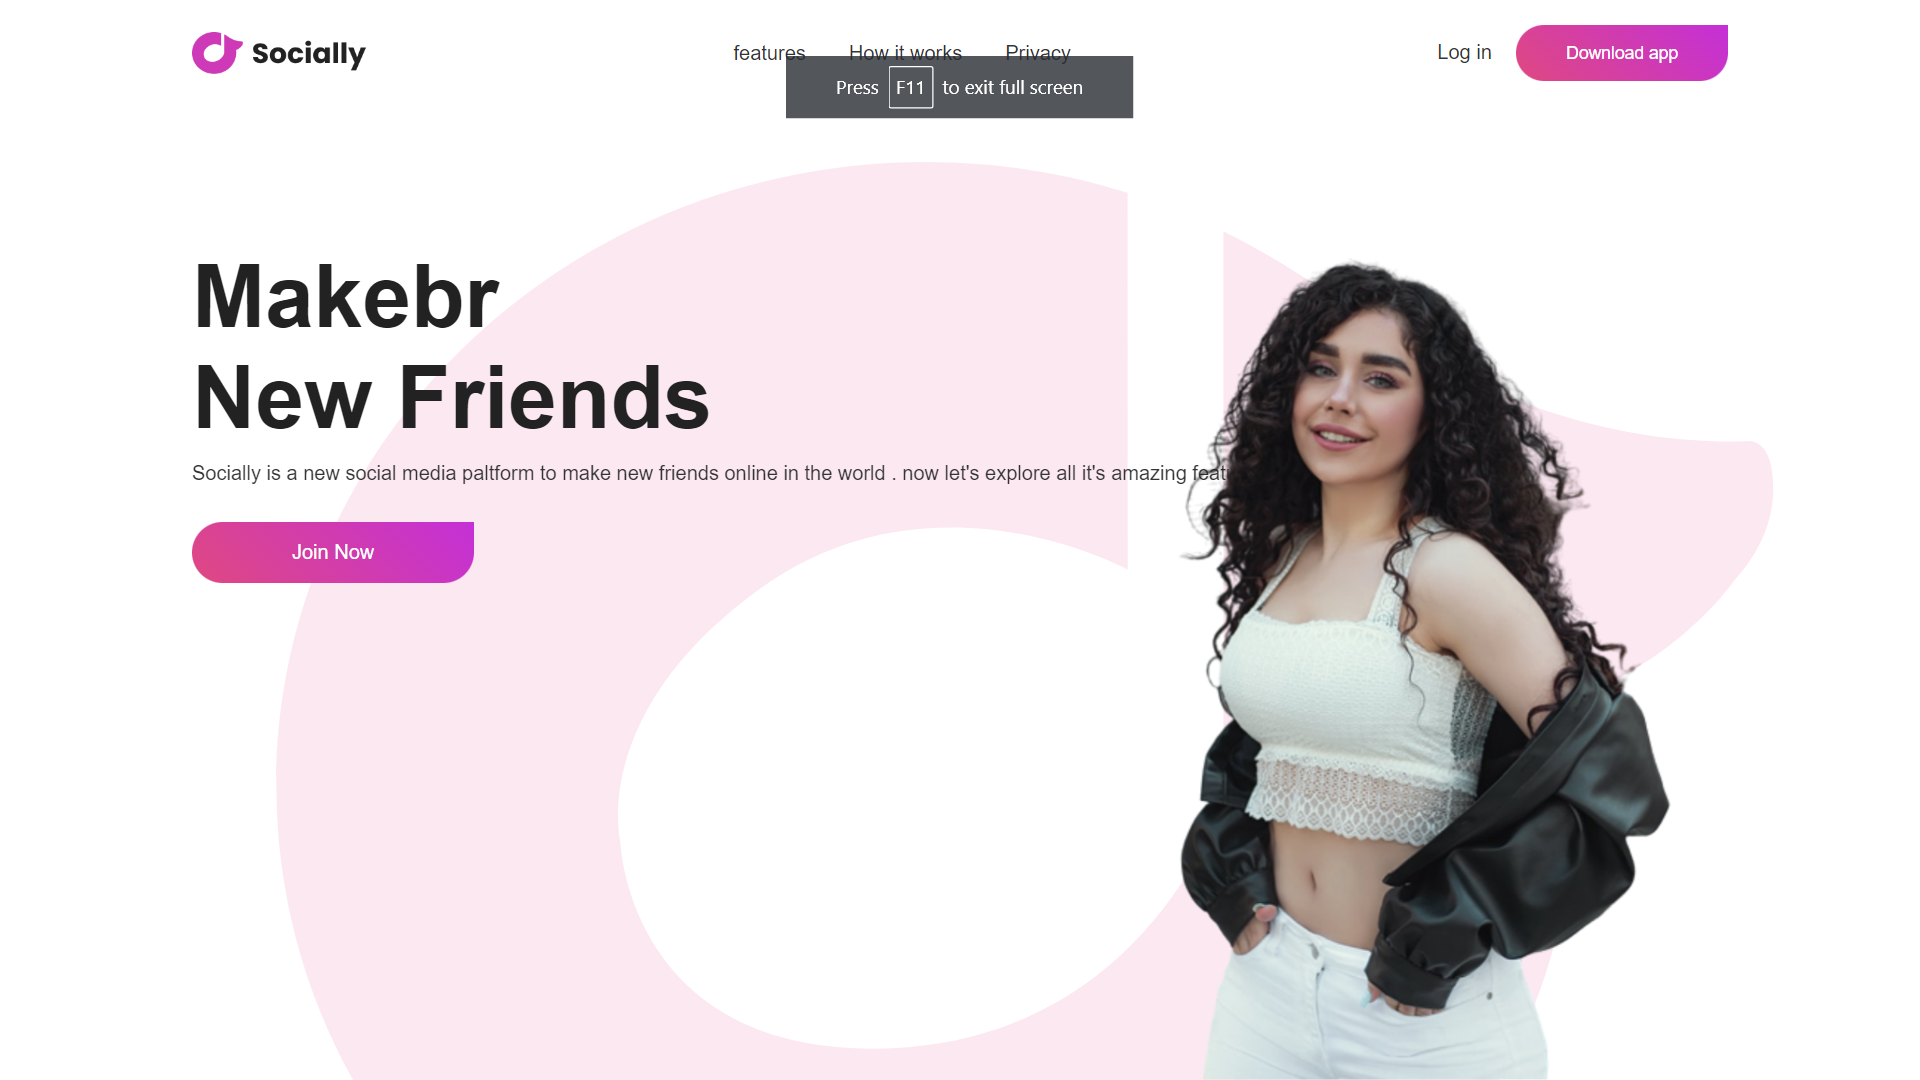 Socially
features How it works Privacy
Log in
Download app
Press F11 to exit full screen
Makebr
New Friends
Socially is a new social media paltform to make new friends online in the world . now let's explore all it's amazing
Join Now